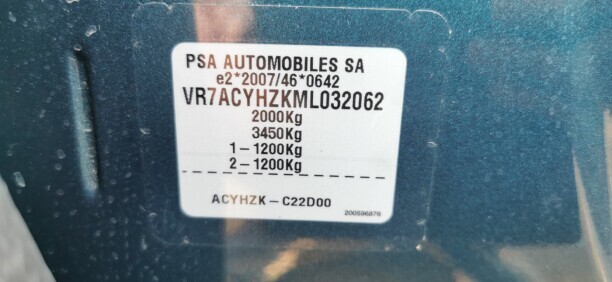 PSA AUTOMOBILES SA
e2*2007/46*0642
VR7ACYHZKML032062
2000Kg
3450Kg
1-1200Kg
2-1200Kg
ACYHZK-C22D00
200596876